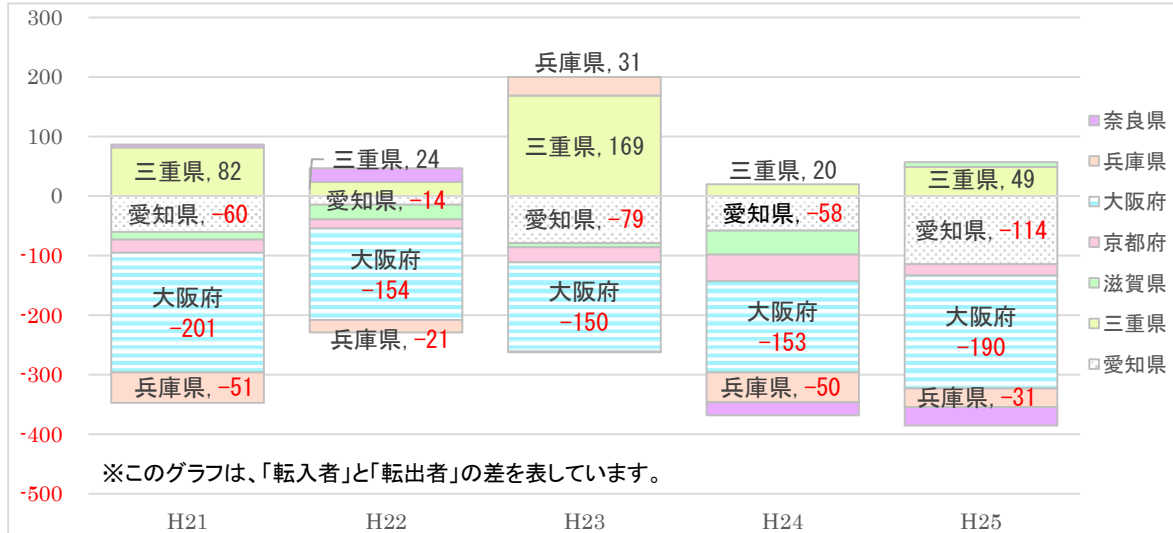 300
200
100
0
-100
-200
-300
-400
-500
三重県, 82
愛知県, -60
大阪府
-201
兵庫県, -51
三重県, 24
愛知県, -14
大阪府
-154
兵庫県, -21
兵庫県, 31
三重県, 169
愛知県, -79
大阪府
-150
三重県, 20
愛知県, -58
大阪府
-153
兵庫県, -50
三重県, 49
愛知県, -114
大阪府
-190
兵庫県, -31
※このグラフは、「転入者」と「転出者」の差を表しています。
H21 H22 H23 H24 H25
奈良県
兵庫県
大阪府
京都府
滋賀県
三重県
愛知県